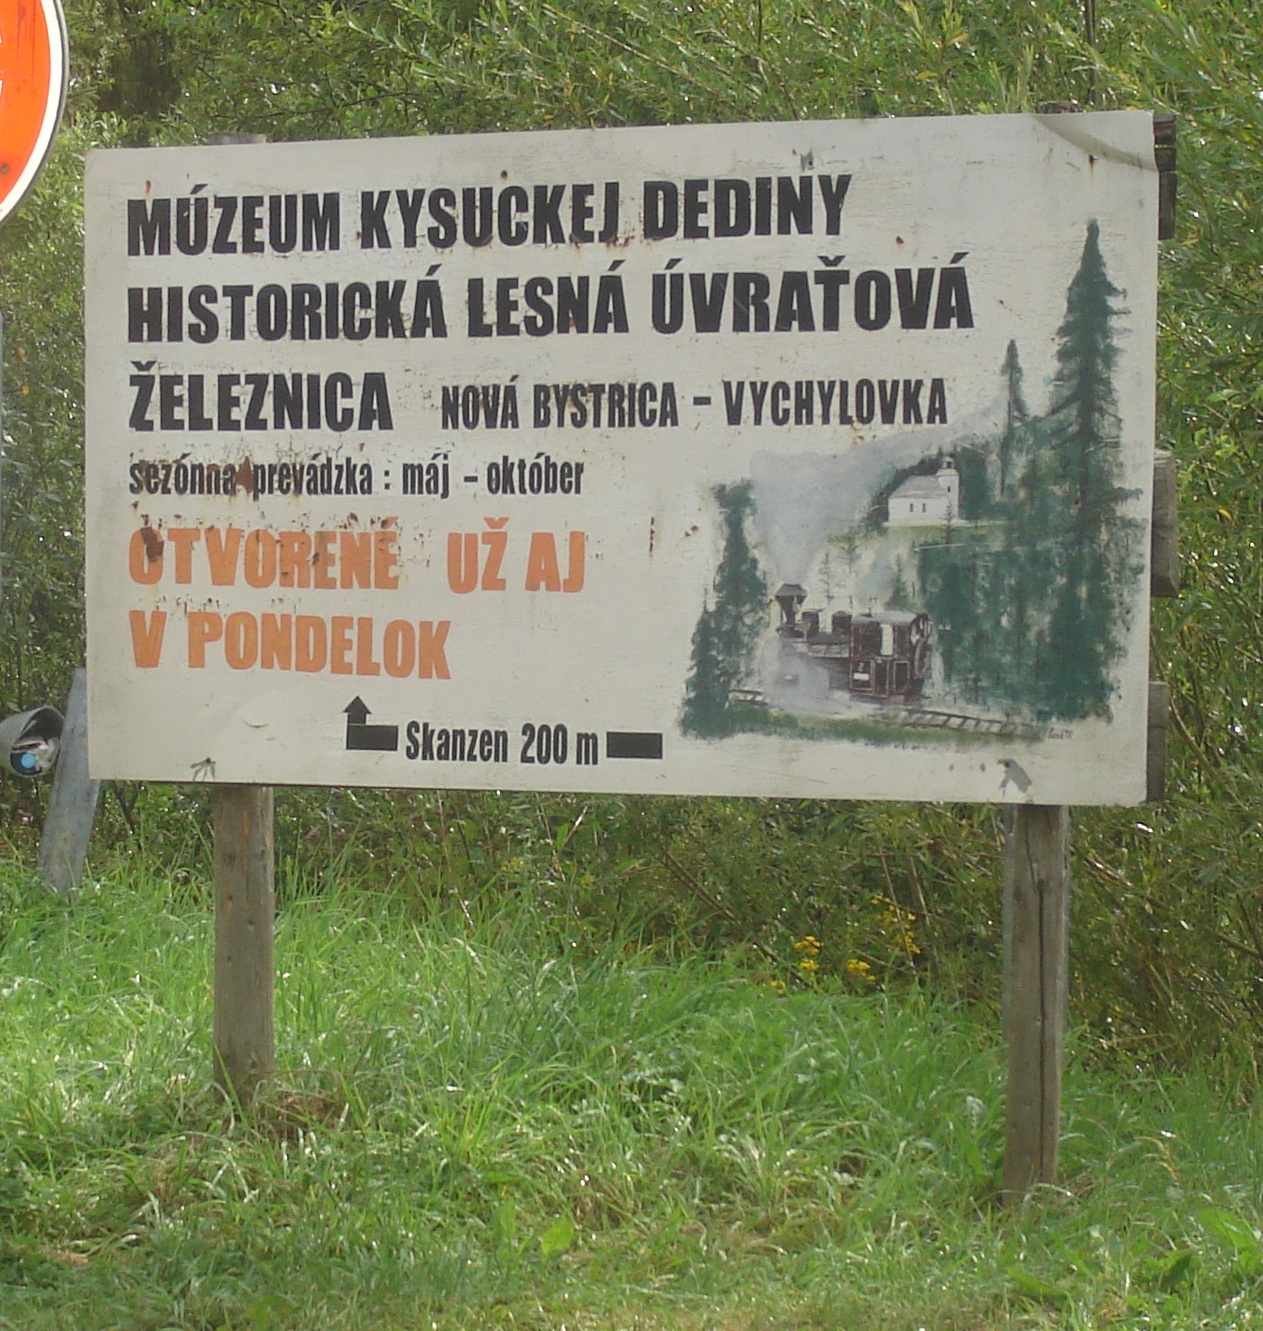 MÚZEUM KYSUCKEJ DEDINY
HISTORICKÁ LESNÁ ÚVRAŤOVÁ
ŽELEZNICA NOVÁ BYSTRICA – VYCHYLOVKA
sezónna prevádzka : máj – október
OTVORENÉ UŽ AJ
V PONDELOK
Skanzen 200 m